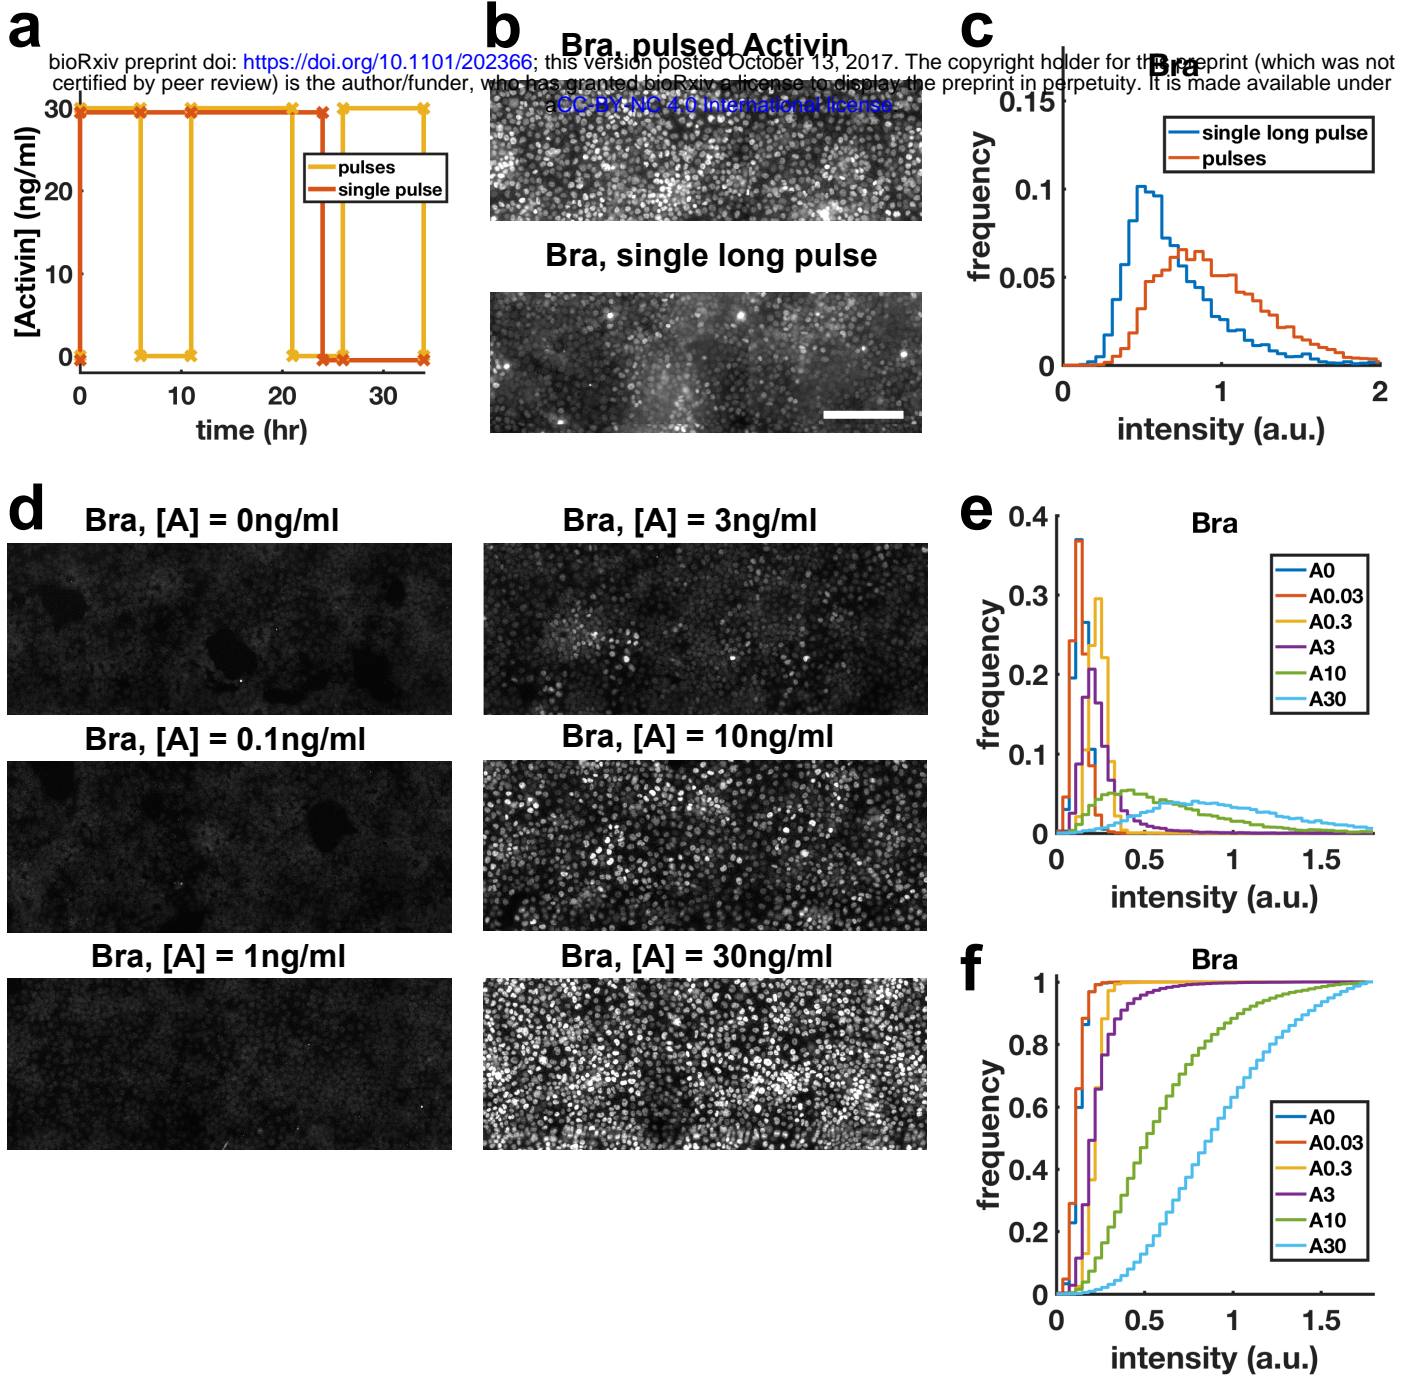 a
b
c
Bra, pulsed Activin
Bra
bioRxiv preprint doi: https://doi.org/10.1101/202366; this version posted October 13, 2017. The copyright holder for this preprint (which was not
certified by peer review) is the author/funder, who has granted bioRxiv a license to display the preprint in perpetuity. It is made available under
aCC-BY-NC 4.0 International license.
[Activin] (ng/ml)
30
20
10
0
0
10
20
30
time (hr)
pulses
single pulse
Bra, single long pulse
frequency
0.15
0.1
0.05
0
0
1
2
intensity (a.u.)
single long pulse
pulses
d
Bra, [A] = 0ng/ml
Bra, [A] = 3ng/ml
Bra, [A] = 0.1ng/ml
Bra, [A] = 10ng/ml
Bra, [A] = 1ng/ml
Bra, [A] = 30ng/ml
e
Bra
frequency
0.4
0.3
0.2
0.1
0
0
0.5
1
1.5
intensity (a.u.)
A0
A0.03
A0.3
A3
A10
A30
f
Bra
frequency
1
0.8
0.6
0.4
0.2
0
0
0.5
1
1.5
intensity (a.u.)
A0
A0.03
A0.3
A3
A10
A30